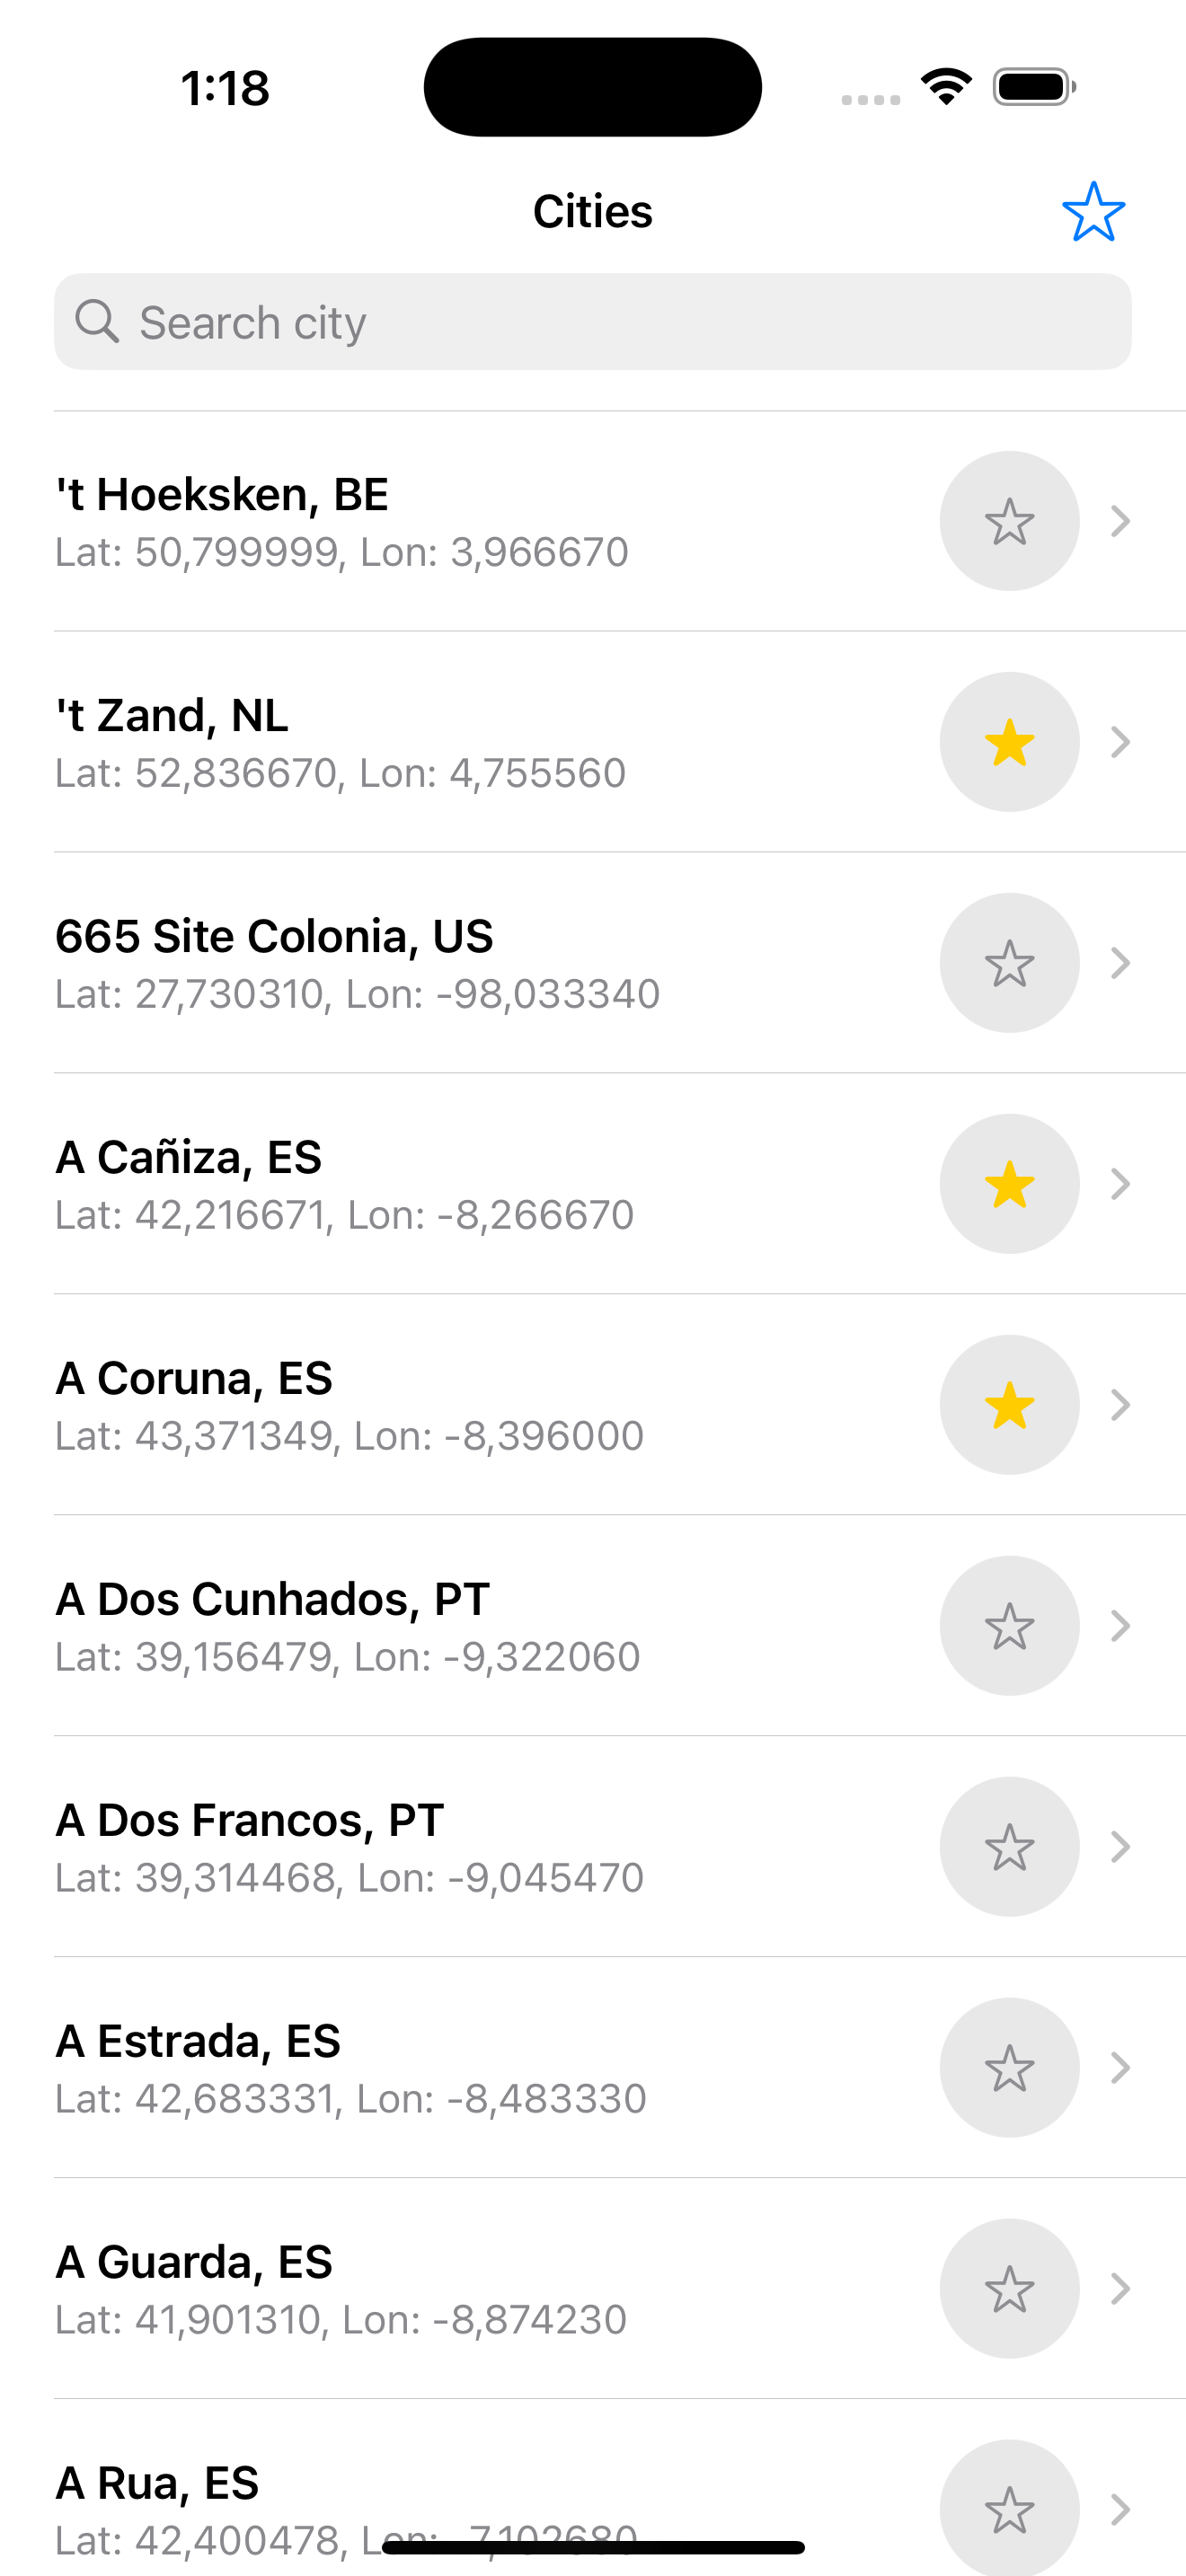 1:18
Cities
Search city
't Hoeksken, BE
Lat: 50,799999, Lon: 3,966670
't Zand, NL
Lat: 52,836670, Lon: 4,755560
665 Site Colonia, US
Lat: 27,730310, Lon: -98,033340
A Cañiza, ES
Lat: 42,216671, Lon: -8,266670
A Coruna, ES
Lat: 43,371349, Lon: -8,396000
A Dos Cunhados, PT
Lat: 39,156479, Lon: -9,322060
A Dos Francos, PT
Lat: 39,314468, Lon: -9,045470
A Estrada, ES
Lat: 42,683331, Lon: -8,483330
A Guarda, ES
Lat: 41,901310, Lon: -8,874230
A Rua, ES
Lat: 42,400478, Lon: